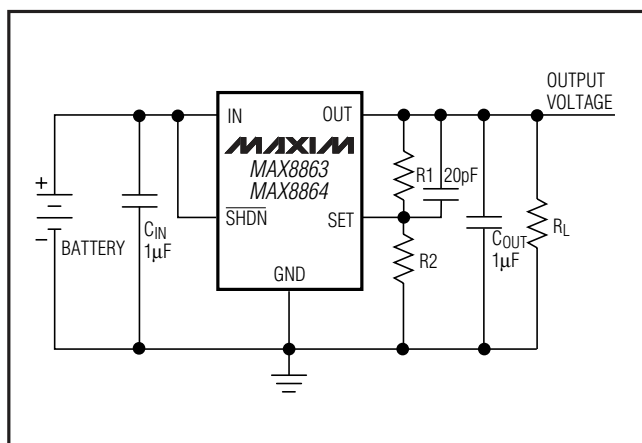 OUTPUT
VOLTAGE
IN
OUT
MAXIM
MAX8863
MAX8864
R1
20pF
+
SHDN
SET
−
BATTERY
CIN
1µF
R2
COUT
1µF
RL
GND